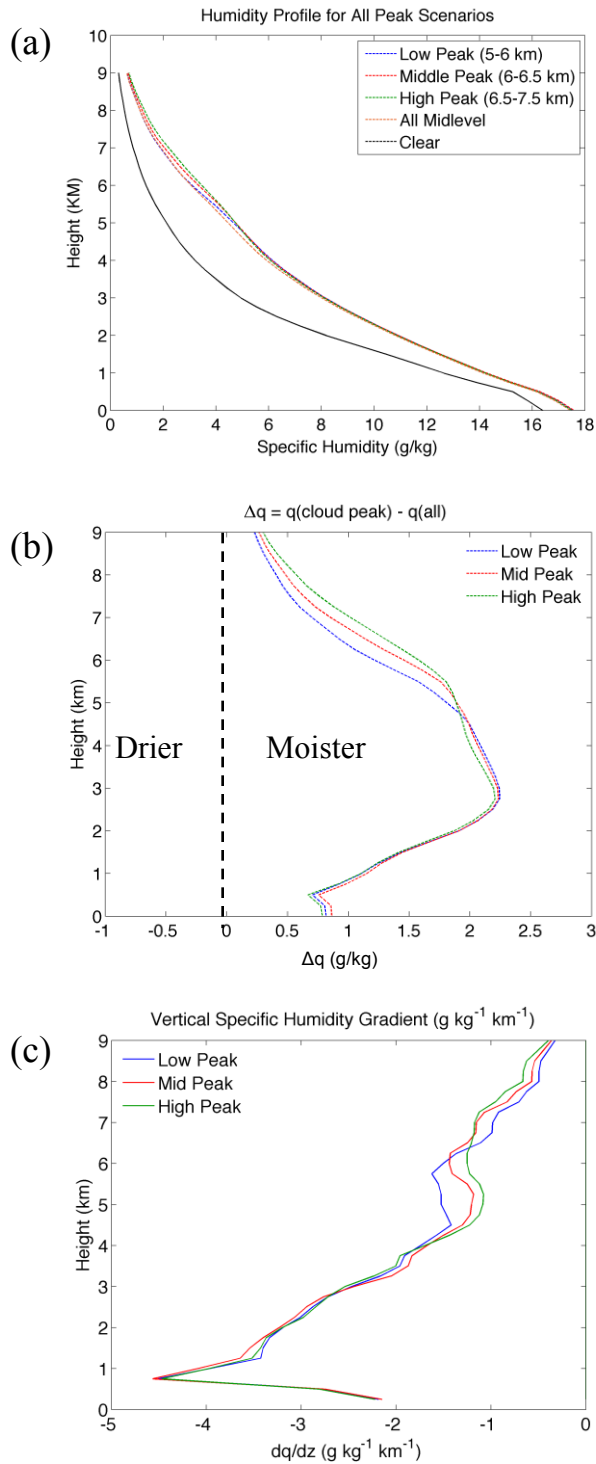 (a)
Humidity Profile for All Peak Scenarios
Low Peak (5-6 km)
Middle Peak (6-6.5 km)
High Peak (6.5-7.5 km)
All Midlevel
Clear
Height (KM)
10
9
8
7
6
5
4
3
2
1
0
0 2 4 6 8 10 12 14 16 18
Specific Humidity (g/kg)
(b)
Δq = q(cloud peak) - q(all)
Low Peak
Mid Peak
High Peak
Drier
Moister
Height (km)
9
8
7
6
5
4
3
2
1
0
-1 -0.5 0 0.5 1 1.5 2 2.5 3
Δq (g/kg)
(c)
Vertical Specific Humidity Gradient (g kg⁻¹ km⁻¹)
Low Peak
Mid Peak
High Peak
Height (km)
9
8
7
6
5
4
3
2
1
0
-5 -4 -3 -2 -1 0
dq/dz (g kg⁻¹ km⁻¹)